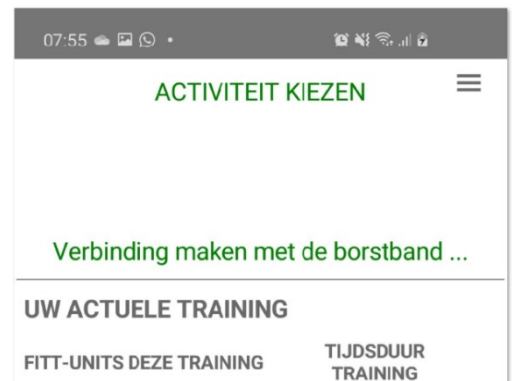 07:55
ACTIVITEIT KIEZEN
Verbinding maken met de borstband ...
UW ACTUELE TRAINING
FITT-UNITS DEZE TRAINING
TIJDSDUUR
TRAINING